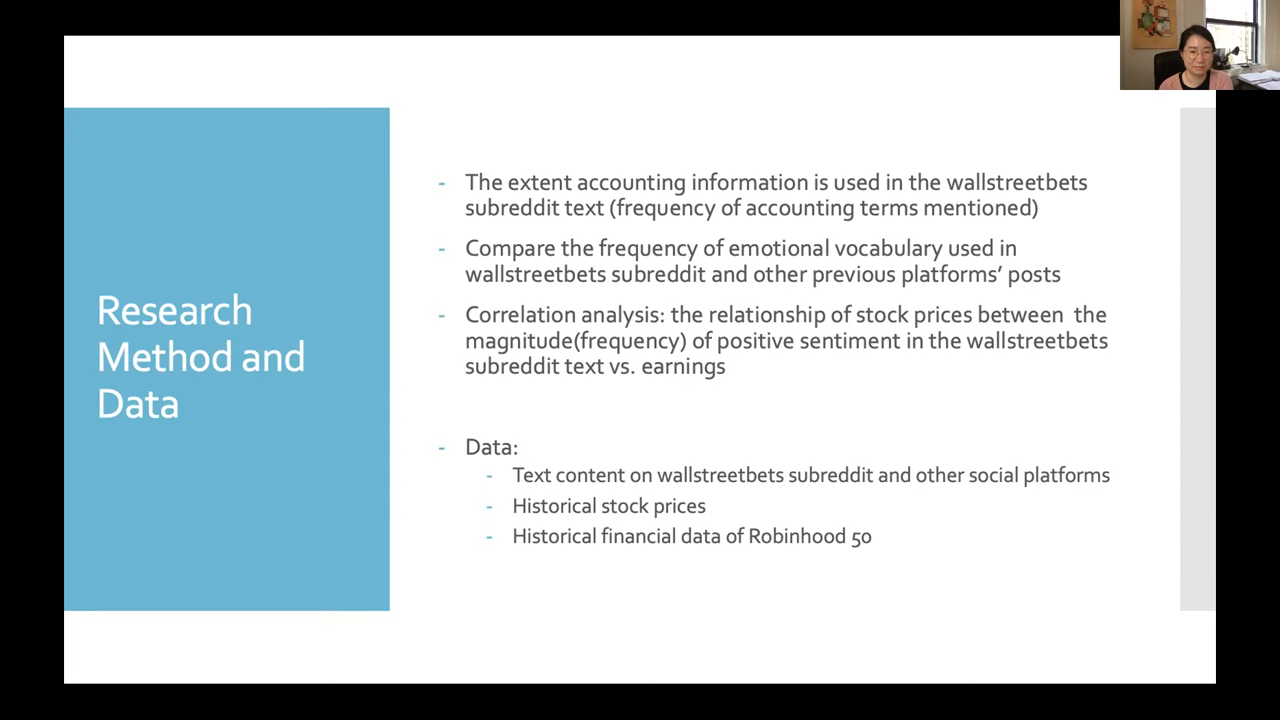 Research
Method and
Data
- The extent accounting information is used in the wallstreetbets
subreddit text (frequency of accounting terms mentioned)
- Compare the frequency of emotional vocabulary used in
wallstreetbets subreddit and other previous platforms’ posts
- Correlation analysis: the relationship of stock prices between  the
magnitude(frequency) of positive sentiment in the wallstreetbets
subreddit text vs. earnings
- Data:
- Text content on wallstreetbets subreddit and other social platforms
- Historical stock prices
- Historical financial data of Robinhood 50